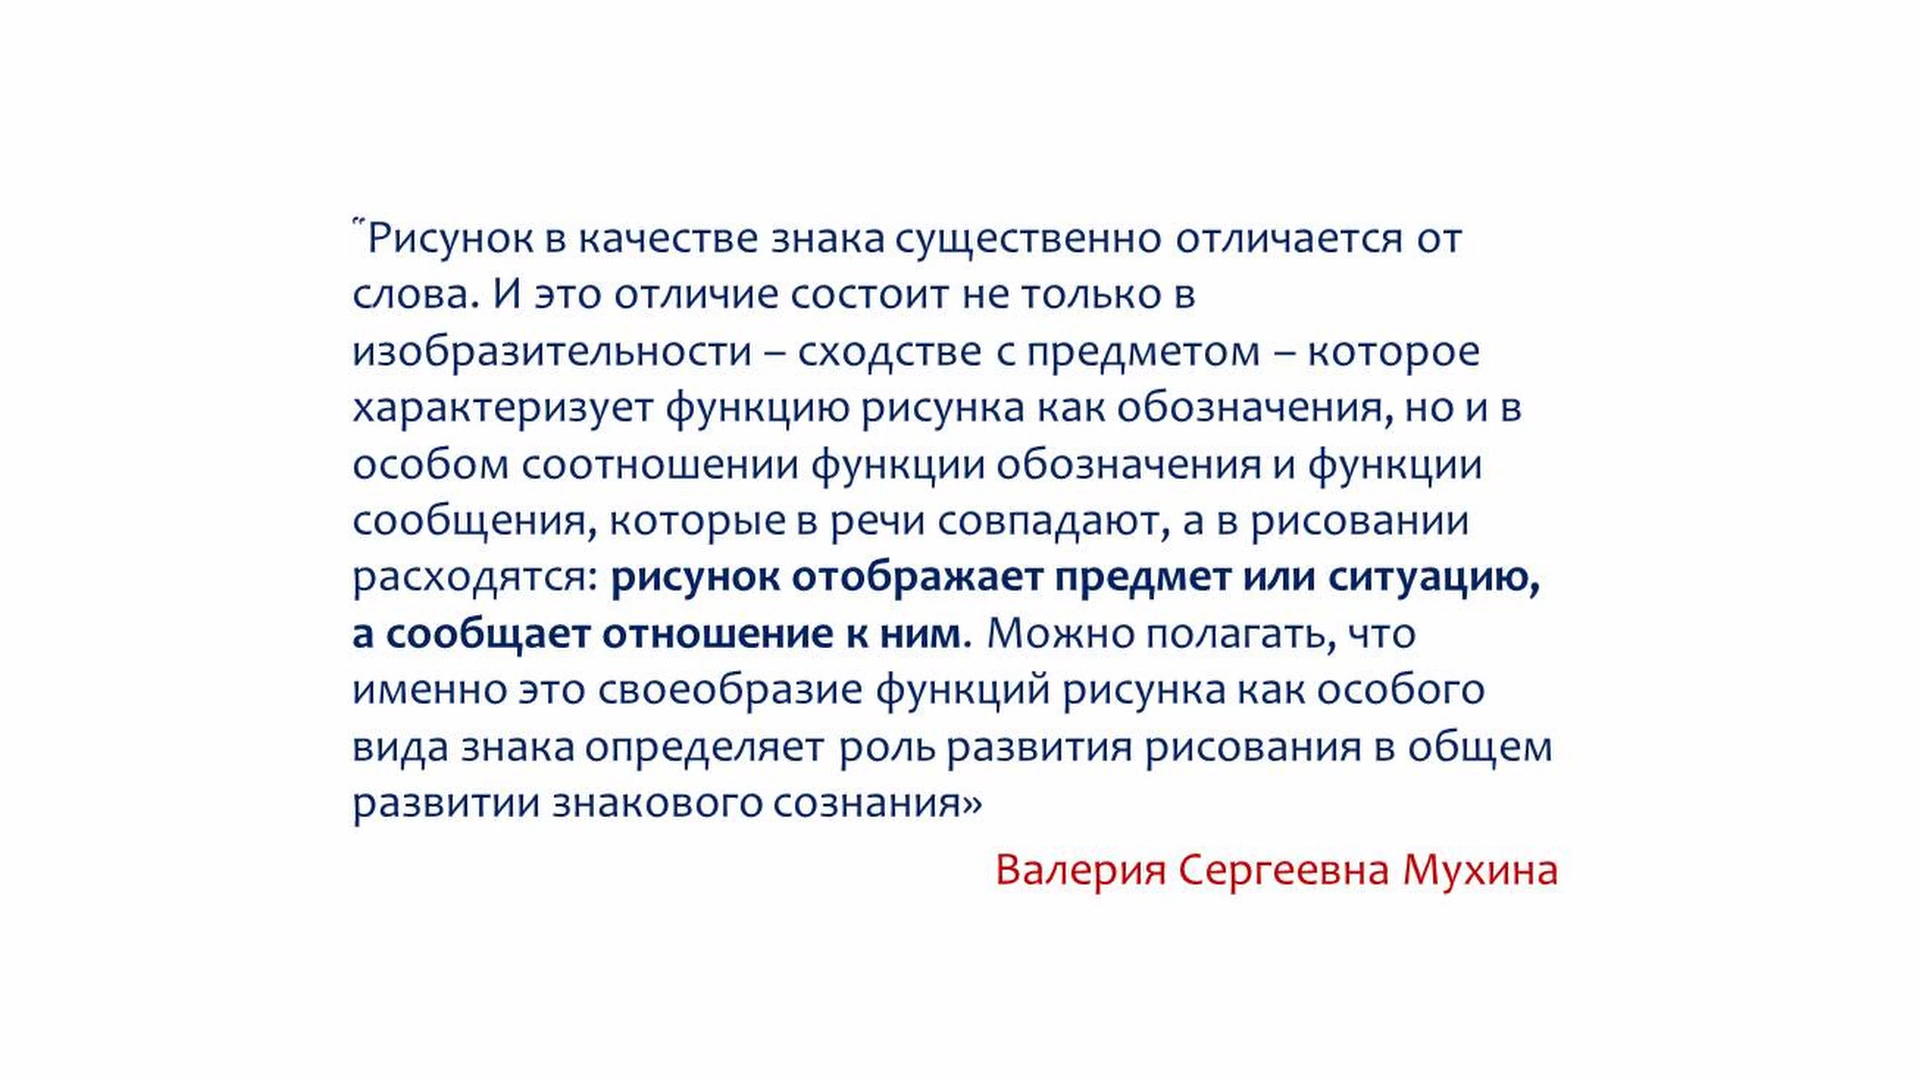 ˝Рисунок в качестве знака существенно отличается от
слова. И это отличие состоит не только в
изобразительности – сходстве с предметом – которое
характеризует функцию рисунка как обозначения, но и в
особом соотношении функции обозначения и функции
сообщения, которые в речи совпадают, а в рисовании
расходятся: рисунок отображает предмет или ситуацию,
а сообщает отношение к ним. Можно полагать, что
именно это своеобразие функций рисунка как особого
вида знака определяет роль развития рисования в общем
развитии знакового сознания»
Валерия Сергеевна Мухина